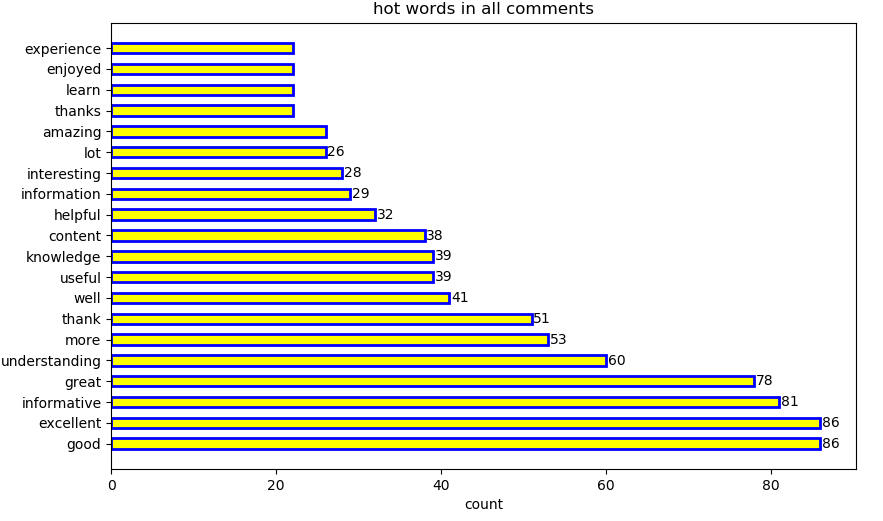 hot words in all comments
experience
enjoyed
learn
thanks
amazing
lot 26
interesting 28
information 29
helpful 32
content 38
knowledge 39
useful 39
well 41
thank 51
more 53
understanding 60
great 78
informative 81
excellent 86
good 86
0 20 40 60 80
count